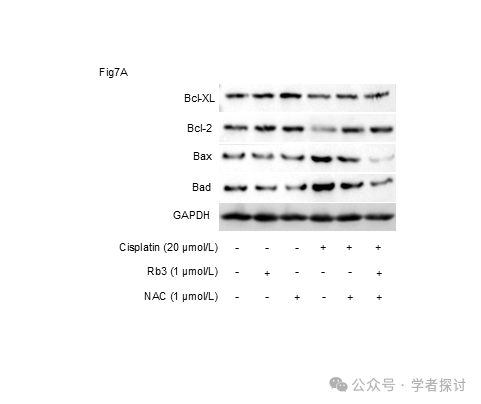 Fig7A
Bcl-XL
Bcl-2
Bax
Bad
GAPDH
Cisplatin (20 μmol/L) - - - + + +
Rb3 (1 μmol/L) - + - - - +
NAC (1 μmol/L) - - + - + +
公众号 · 学者探讨